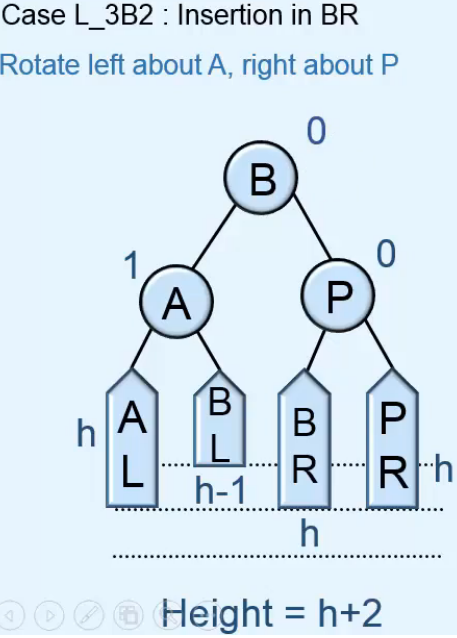 Case L_3B2 : Insertion in BR
Rotate left about A, right about P
0
B
1
0
A
P
h
A
L
B
L
B
R
P
R
h
h-1
h
Height = h+2